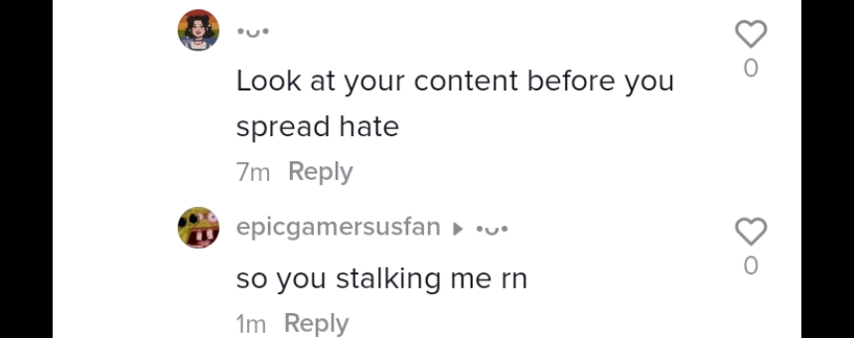 •ᴗ•
0
Look at your content before you
spread hate
7m Reply
epicgamersusfan ▸ •ᴗ•
0
so you stalking me rn
1m Reply